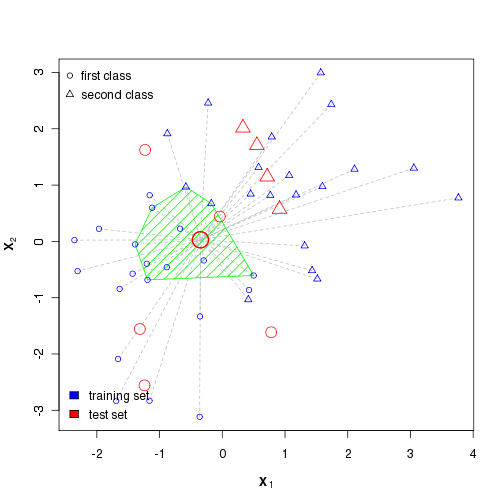 first class
second class
3
2
1
0
-1
-2
-3
X2
training set
test set
-2
-1
0
1
2
3
4
X1